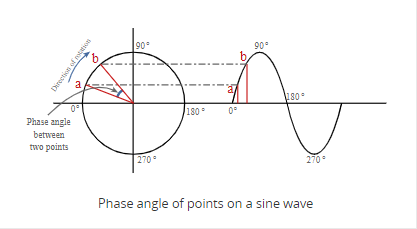 Direction of rotation
90°
b
a
0°
180°
270°
Phase angle
between
two points
90°
b
a
0°
180°
270°
Phase angle of points on a sine wave